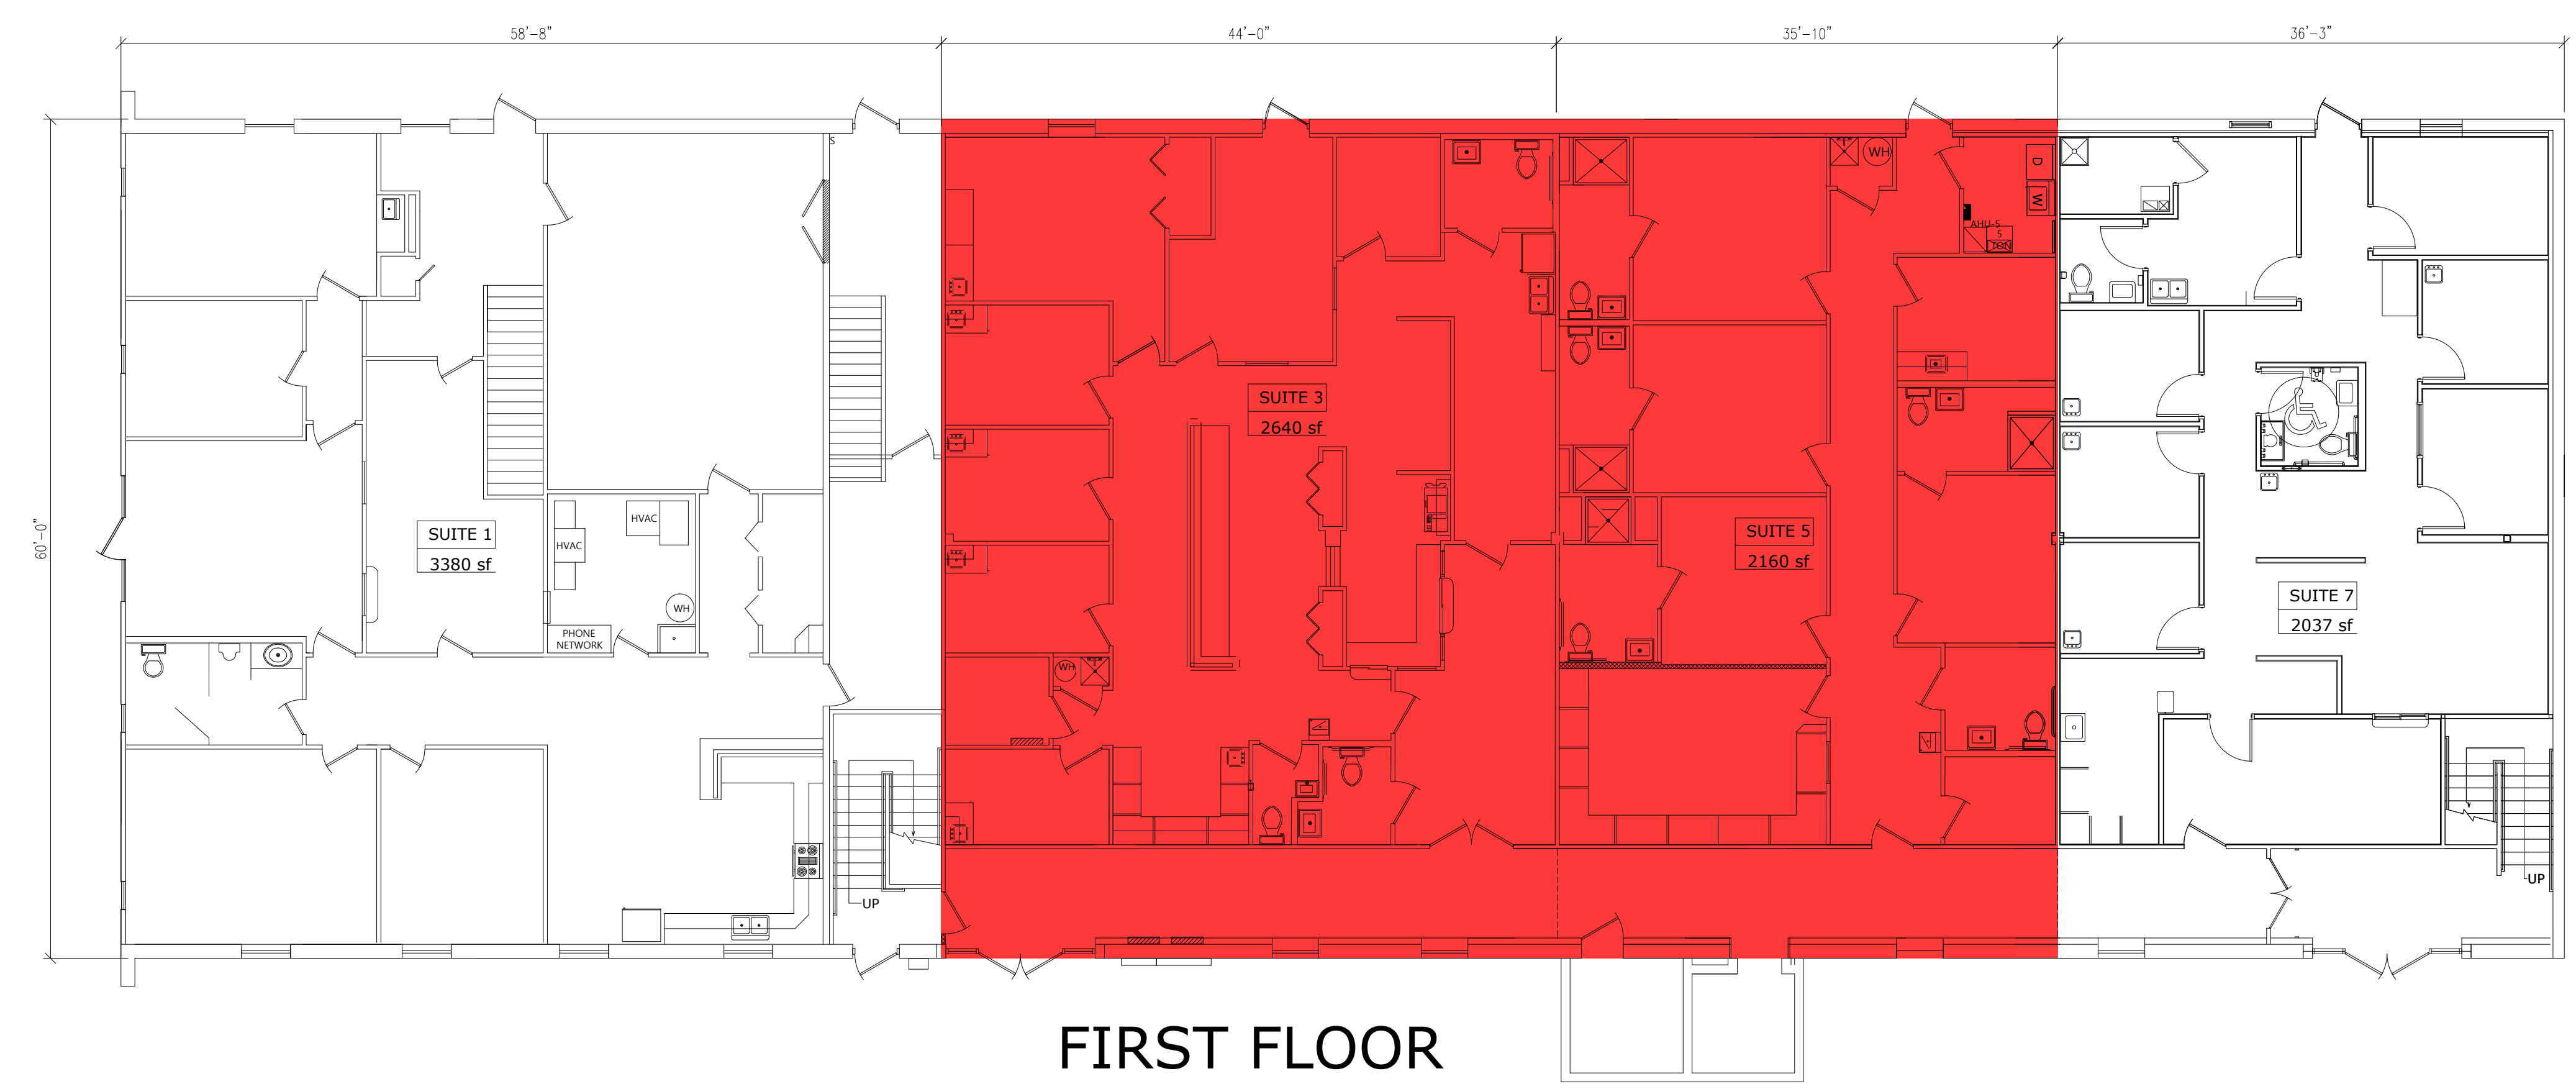 58'-8"
44'-0"
35'-10"
36'-3"
60'-0"
S
WH
D
W
AHU-5
5
SUITE 3
2640 sf
SUITE 1
3380 sf
HVAC
HVAC
WH
PHONE
NETWORK
SUITE 5
2160 sf
SUITE 7
2037 sf
WH
UP
UP
FIRST FLOOR